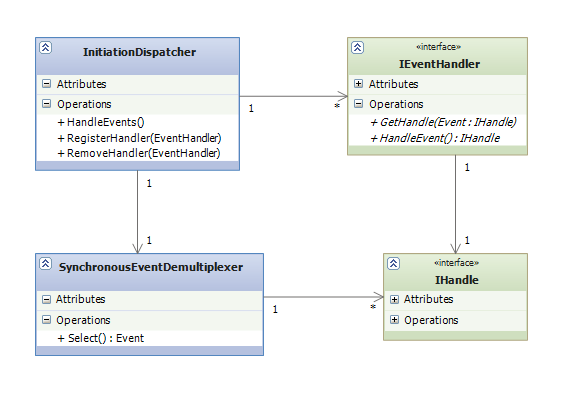 InitiationDispatcher
Attributes
Operations
+ HandleEvents()
+ RegisterHandler(EventHandler)
+ RemoveHandler(EventHandler)
1
*
«interface»
IEventHandler
Attributes
Operations
+ GetHandle(Event : IHandle)
+ HandleEvent() : IHandle
1
1
1
1
SynchronousEventDemultiplexer
Attributes
Operations
+ Select() : Event
1
*
«interface»
IHandle
Attributes
Operations